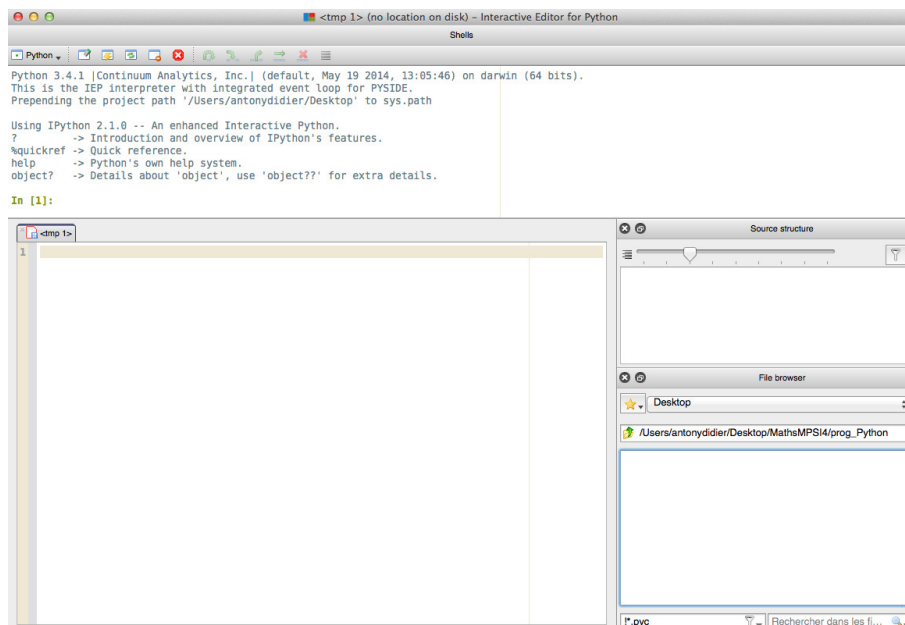 <tmp 1> (no location on disk) – Interactive Editor for Python
Shells
Python
Python 3.4.1 |Continuum Analytics, Inc.| (default, May 19 2014, 13:05:46) on darwin (64 bits).
This is the IEP interpreter with integrated event loop for PYSIDE.
Prepending the project path '/Users/antonydidier/Desktop' to sys.path
Using IPython 2.1.0 -- An enhanced Interactive Python.
?         -> Introduction and overview of IPython's features.
%quickref -> Quick reference.
help      -> Python's own help system.
object?   -> Details about 'object', use 'object??' for extra details.
In [1]:
<tmp 1>
1
Source structure
File browser
Desktop
/Users/antonydidier/Desktop/MathsMPSI4/prog_Python
!*.pyc
Rechercher dans les fi...